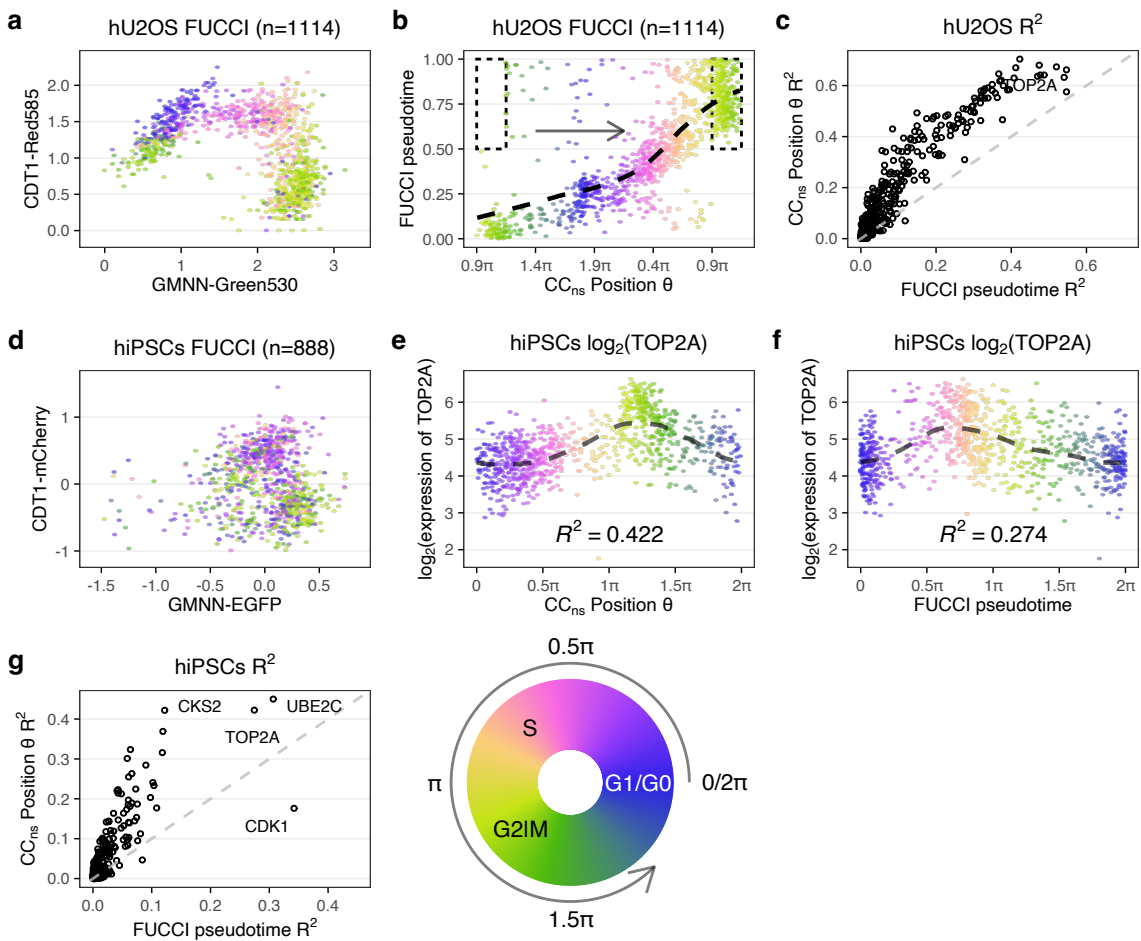 a
hU2OS FUCCI (n=1114)
CDT1-Red585
2.0
1.5
1.0
0.5
0.0
0
1
2
3
GMNN-Green530
b
hU2OS FUCCI (n=1114)
FUCCI pseudotime
1.00
0.75
0.50
0.25
0.00
0.9π
1.4π
1.9π
0.4π
0.9π
CCns Position θ
c
hU2OS R2
CCns Position θ R2
TOP2A
0.6
0.4
0.2
0.0
0.0
0.2
0.4
0.6
FUCCI pseudotime R2
d
hiPSCs FUCCI (n=888)
CDT1-mCherry
1
0
-1
-1.5
-1.0
-0.5
0.0
0.5
GMNN-EGFP
e
hiPSCs log2(TOP2A)
log2(expression of TOP2A)
6
5
4
3
2
R2 = 0.422
0
0.5π
1π
1.5π
2π
CCns Position θ
f
hiPSCs log2(TOP2A)
log2(expression of TOP2A)
6
5
4
3
2
R2 = 0.274
0
0.5π
1π
1.5π
2π
FUCCI pseudotime
g
hiPSCs R2
CCns Position θ R2
0.4
0.3
0.2
0.1
0.0
CKS2
UBE2C
TOP2A
CDK1
0.0
0.1
0.2
0.3
0.4
FUCCI pseudotime R2
0.5π
S
π
G1/G0
0/2π
G2IM
1.5π